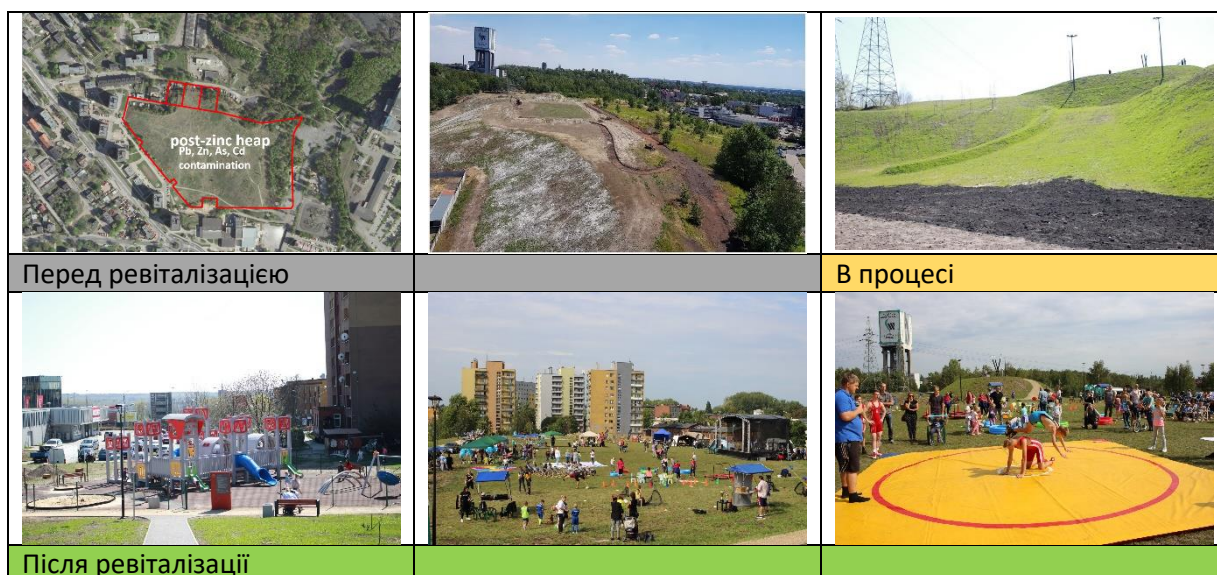 post-zinc heap
Pb, Zn, As, Cd
contamination
Перед ревіталізацією
В процесі
Після ревіталізації